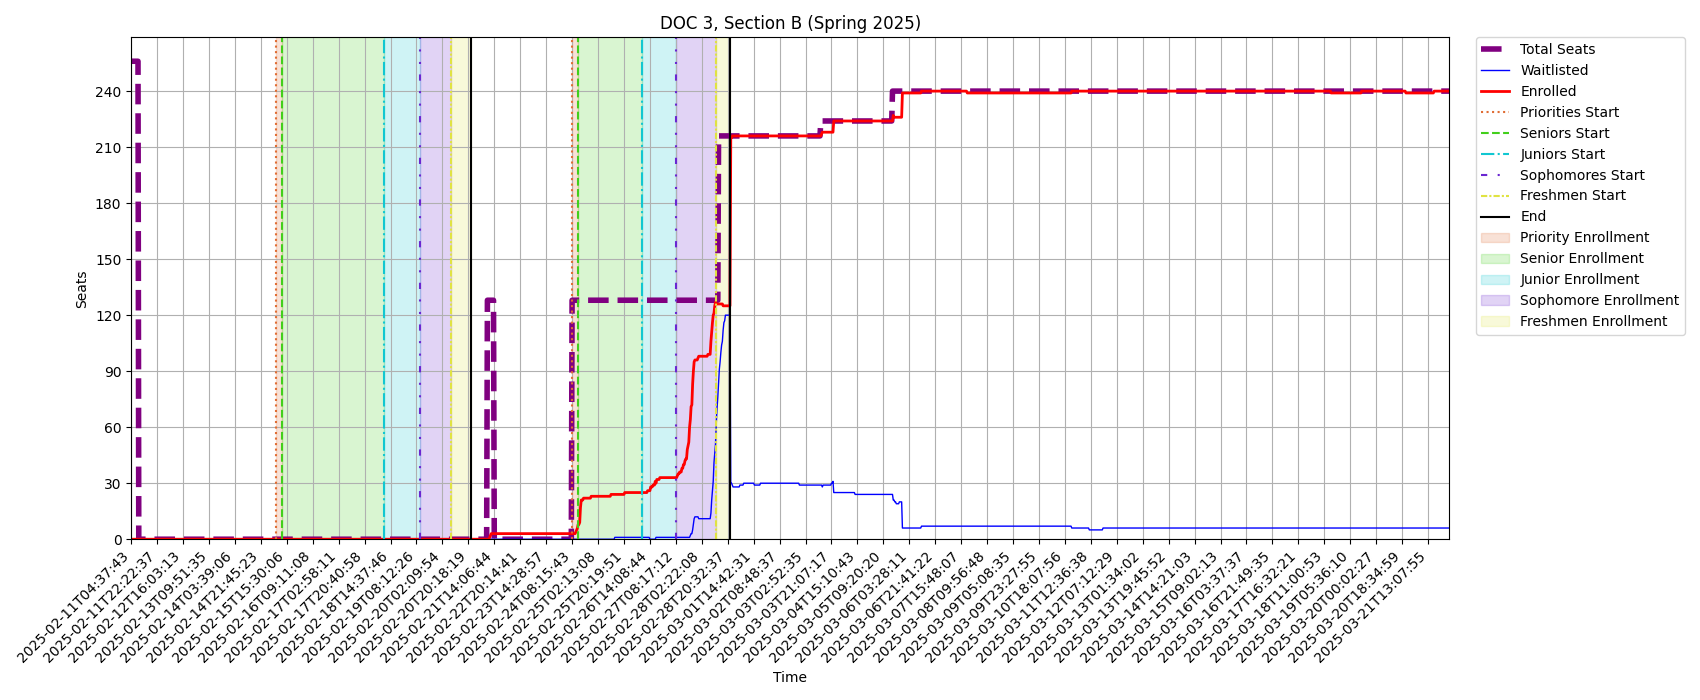 DOC 3, Section B (Spring 2025)
Seats
240
210
180
150
120
90
60
30
0
2025-02-11T04:37:43
2025-02-11T22:22:37
2025-02-12T16:03:13
2025-02-13T09:51:35
2025-02-14T03:39:06
2025-02-14T21:45:23
2025-02-15T15:30:06
2025-02-16T09:11:08
2025-02-17T02:58:11
2025-02-17T20:40:58
2025-02-18T14:37:46
2025-02-19T08:12:26
2025-02-20T02:09:54
2025-02-20T20:18:19
2025-02-21T14:06:44
2025-02-22T20:14:41
2025-02-23T14:28:57
2025-02-24T08:15:43
2025-02-25T02:13:08
2025-02-25T20:19:51
2025-02-26T14:08:44
2025-02-27T08:17:12
2025-02-28T02:22:08
2025-02-28T20:32:37
2025-03-01T14:42:31
2025-03-02T08:48:37
2025-03-03T02:52:35
2025-03-03T21:07:17
2025-03-04T15:10:43
2025-03-05T09:20:20
2025-03-06T03:28:11
2025-03-06T21:41:22
2025-03-07T15:48:07
2025-03-08T09:56:48
2025-03-09T05:08:35
2025-03-09T23:27:55
2025-03-10T18:07:56
2025-03-11T12:36:38
2025-03-12T07:12:29
2025-03-13T01:34:02
2025-03-13T19:45:52
2025-03-14T14:21:03
2025-03-15T09:02:13
2025-03-16T03:37:37
2025-03-16T21:49:35
2025-03-17T16:32:21
2025-03-18T11:00:53
2025-03-19T05:36:10
2025-03-20T00:02:27
2025-03-20T18:34:59
2025-03-21T13:07:55
Time
Total Seats
Waitlisted
Enrolled
Priorities Start
Seniors Start
Juniors Start
Sophomores Start
Freshmen Start
End
Priority Enrollment
Senior Enrollment
Junior Enrollment
Sophomore Enrollment
Freshmen Enrollment